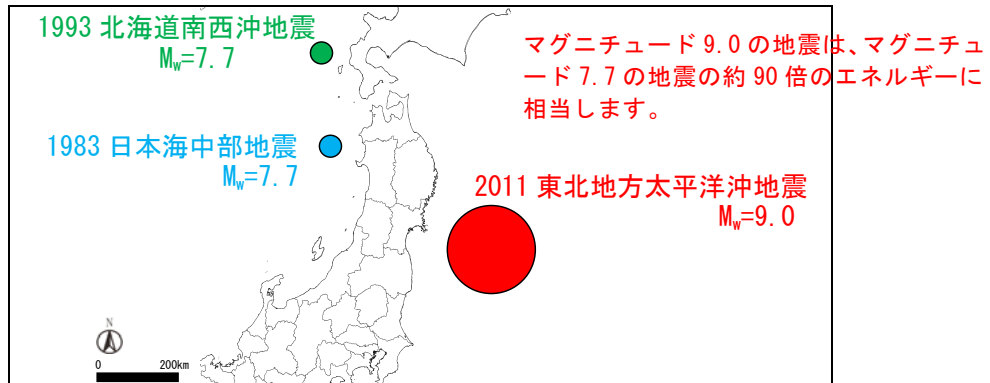 1993 北海道南西沖地震
Mw=7.7
マグニチュード 9.0 の地震は、マグニチュ
ード 7.7 の地震の約 90 倍のエネルギーに
相当します。
1983 日本海中部地震
Mw=7.7
2011 東北地方太平洋沖地震
Mw=9.0
N
0 200km